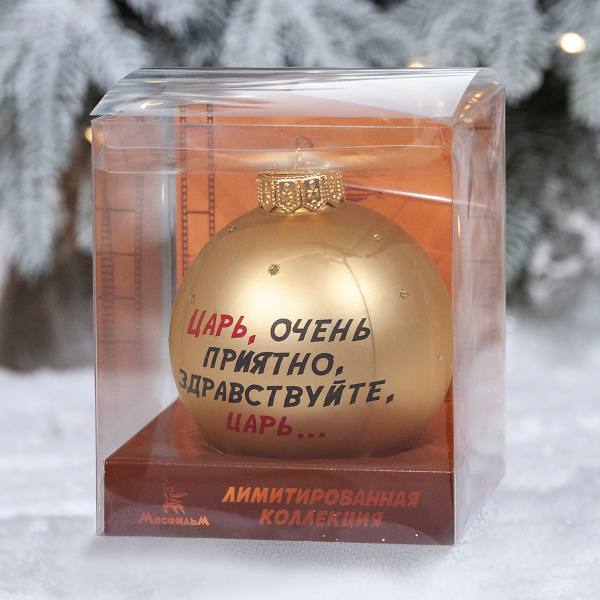 ЦАРЬ, ОЧЕНЬ
ПРИЯТНО,
ЗДРАВСТВУЙТЕ,
ЦАРЬ...
МОСФИЛЬМ
ЛИМИТИРОВАННАЯ
КОЛЛЕКЦИЯ